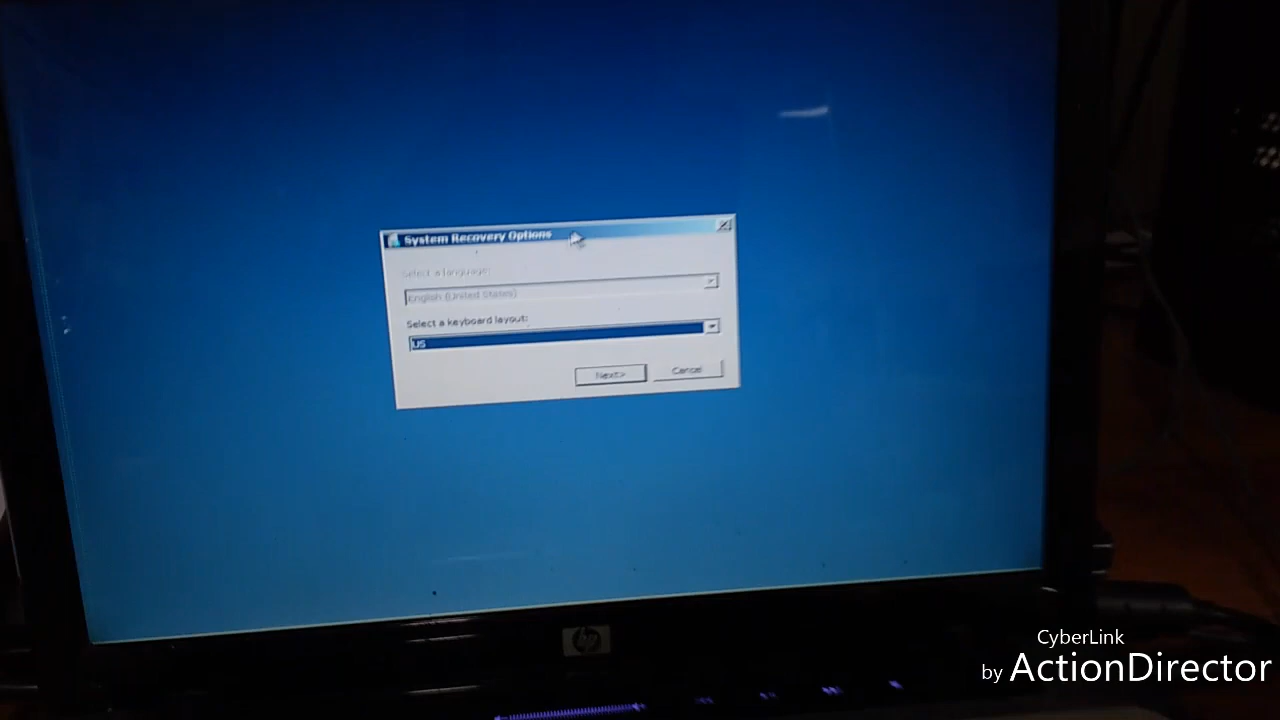 System Recovery Options
Select a language:
English (United States)
Select a keyboard layout:
US
Next>
Cancel
hp
CyberLink
by ActionDirector